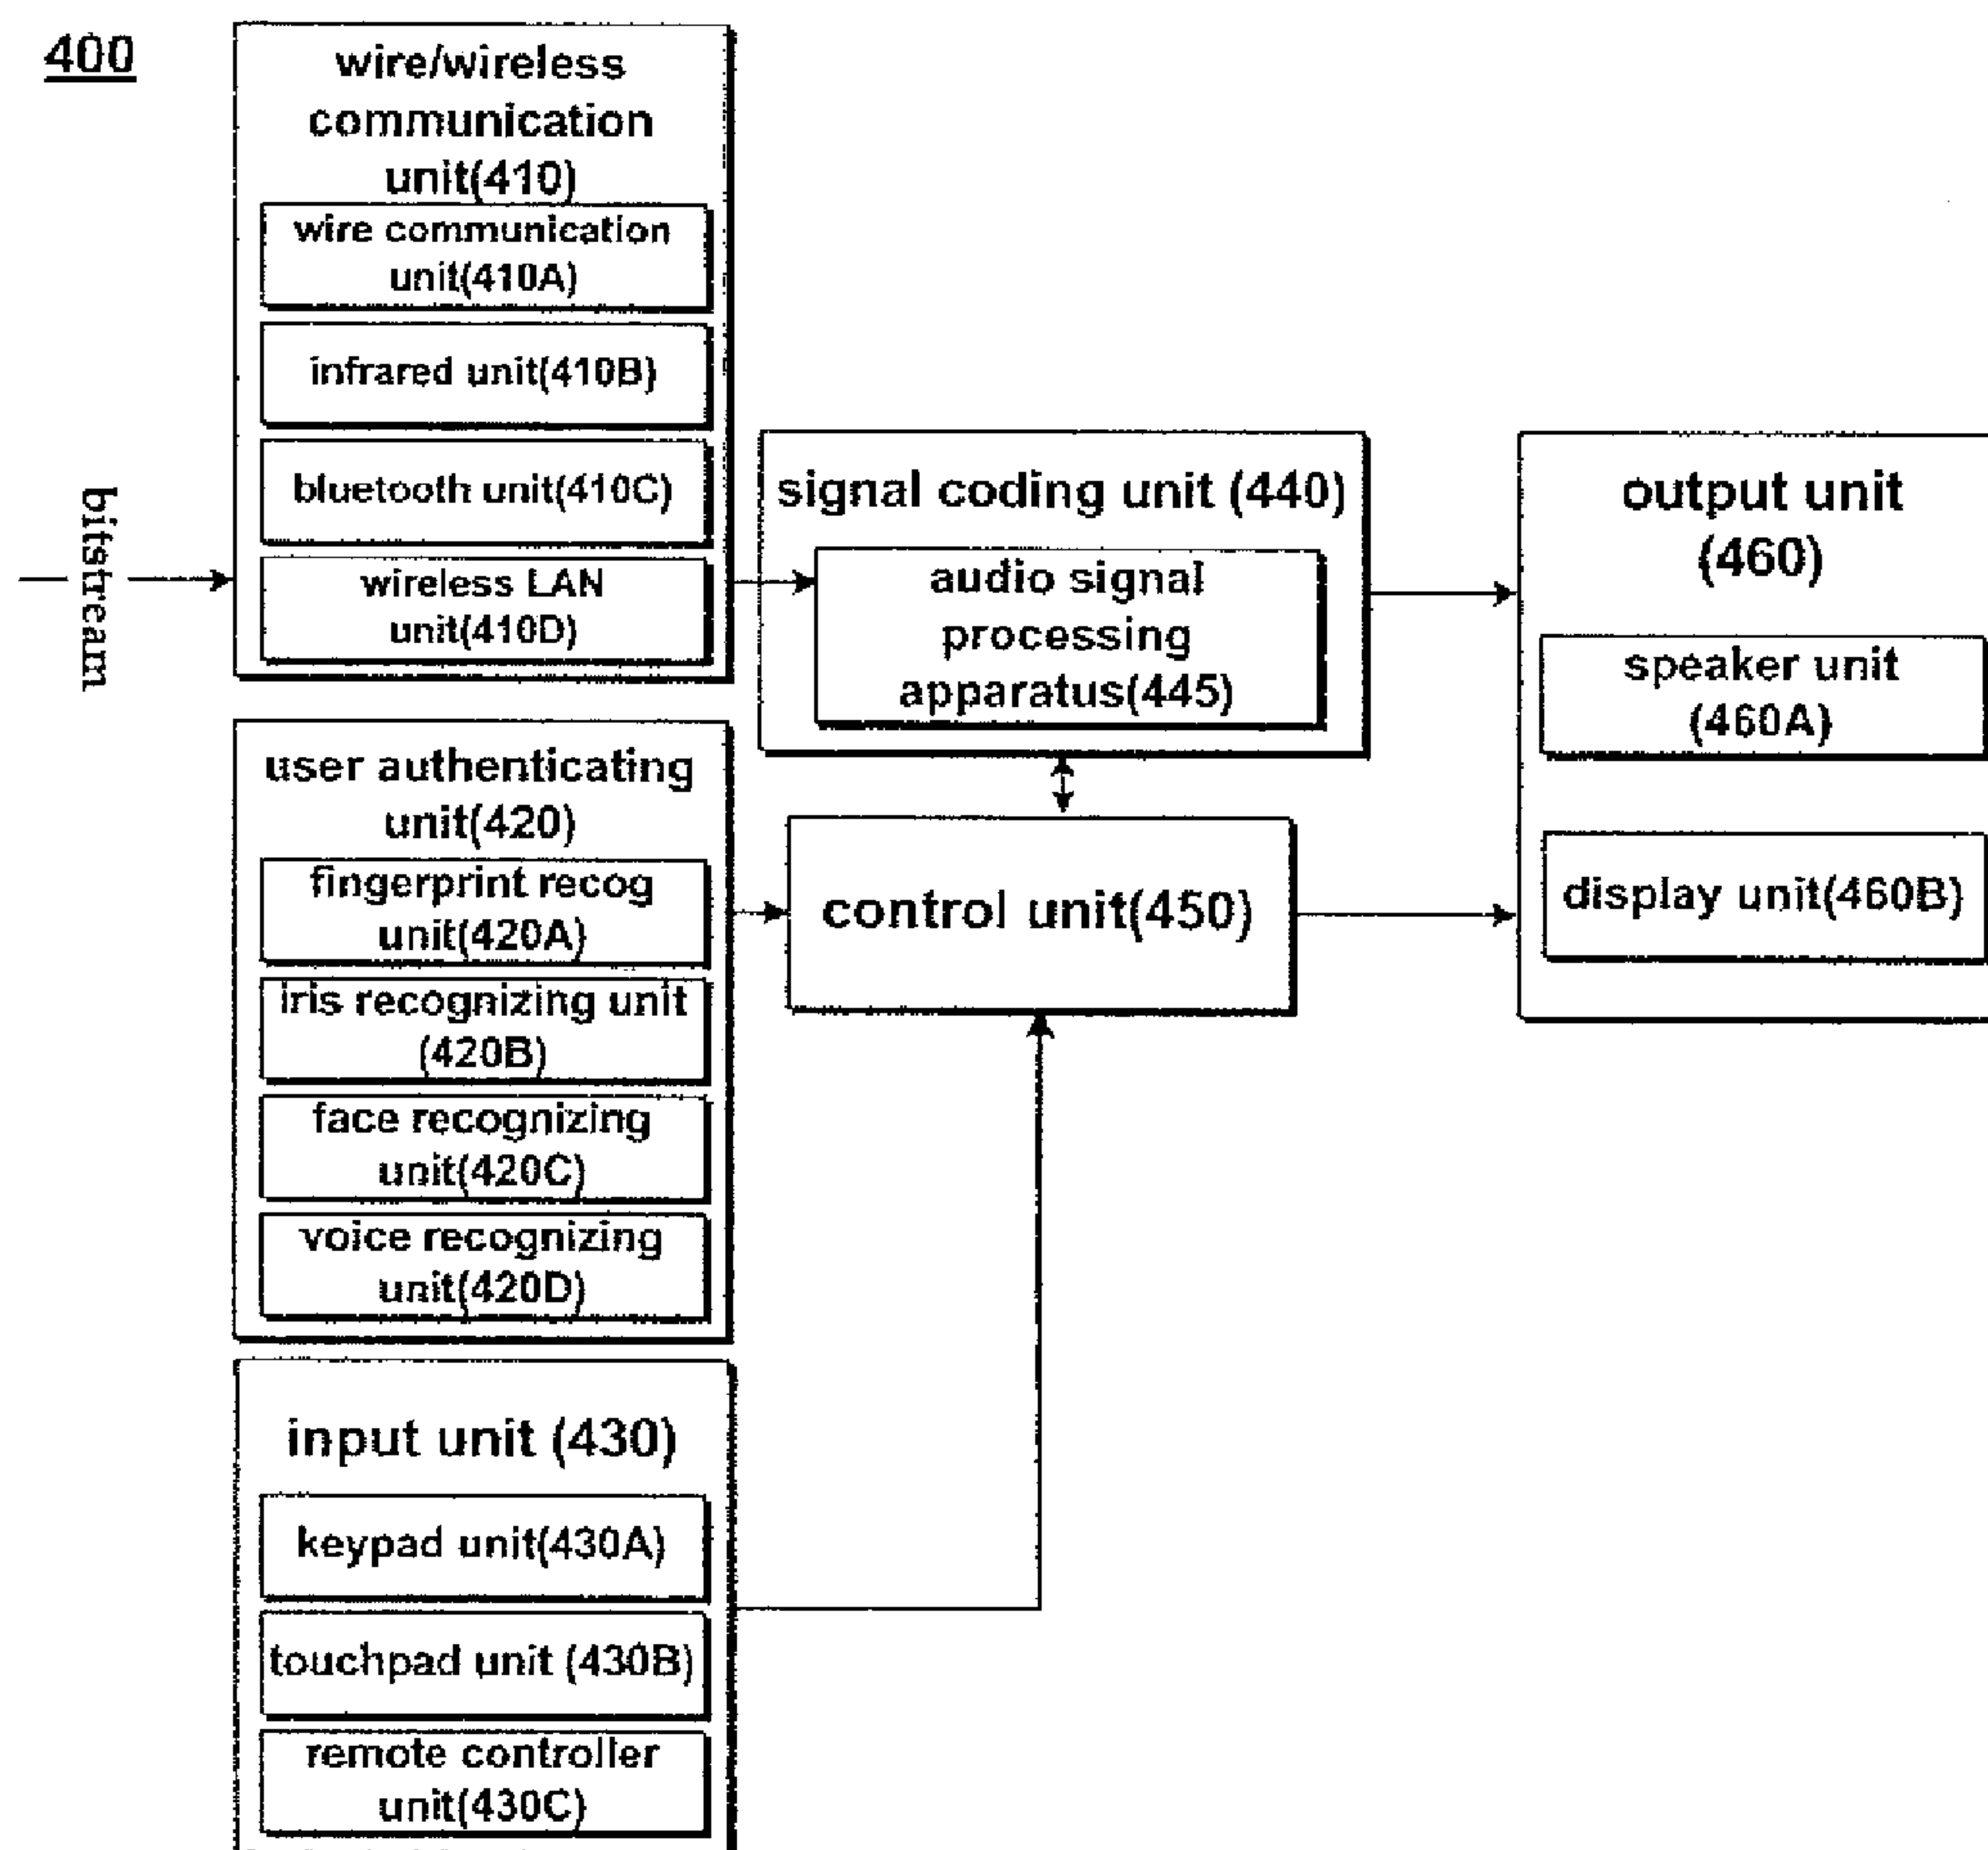 400
wire/wireless
communication
unit(410)
wire communication
unit(410A)
infrared unit(410B)
bluetooth unit(410C)
wireless LAN
unit(410D)
bitstream
signal coding unit (440)
audio signal
processing
apparatus(445)
output unit
(460)
speaker unit
(460A)
display unit(460B)
user authenticating
unit(420)
fingerprint recog
unit(420A)
iris recognizing unit
(420B)
face recognizing
unit(420C)
voice recognizing
unit(420D)
control unit(450)
input unit (430)
keypad unit(430A)
touchpad unit (430B)
remote controller
unit(430C)